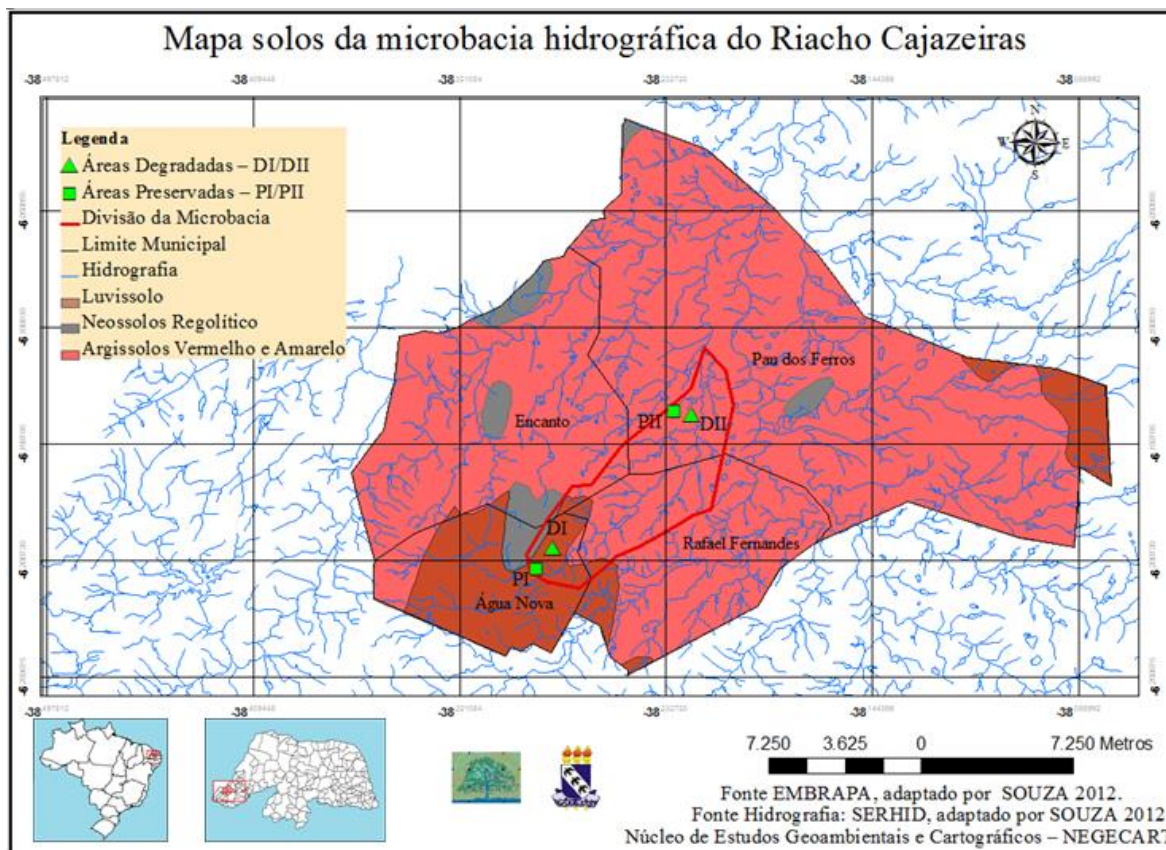 Mapa solos da microbacia hidrográfica do Riacho Cajazeiras
Legenda
Áreas Degradadas – DI/DII
Áreas Preservadas – PI/PII
Divisão da Microbacia
Limite Municipal
Hidrografia
Luvissolo
Neossolos Regolítico
Argissolos Vermelho e Amarelo
N
W
E
S
Pau dos Ferros
Encanto
PII
DII
DI
Rafael Fernandes
PI
Água Nova
7.250 3.625 0 7.250 Metros
Fonte EMBRAPA, adaptado por SOUZA 2012.
Fonte Hidrografia: SERHID, adaptado por SOUZA 2012
Núcleo de Estudos Geoambientais e Cartográficos – NEGECART